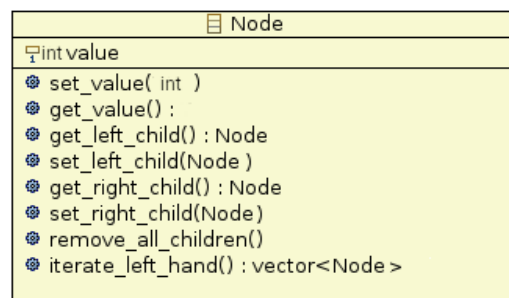 Node
int value
set_value( int )
get_value() :
get_left_child() : Node
set_left_child(Node )
get_right_child() : Node
set_right_child(Node)
remove_all_children()
iterate_left_hand() : vector<Node >